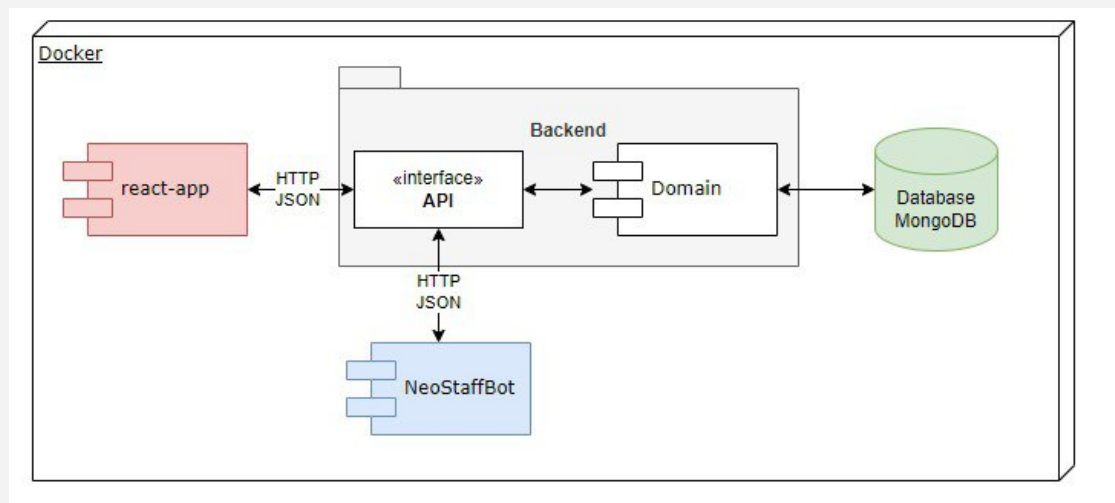 Docker
Backend
react-app
HTTP
JSON
«interface»
API
Domain
Database
MongoDB
HTTP
JSON
NeoStaffBot